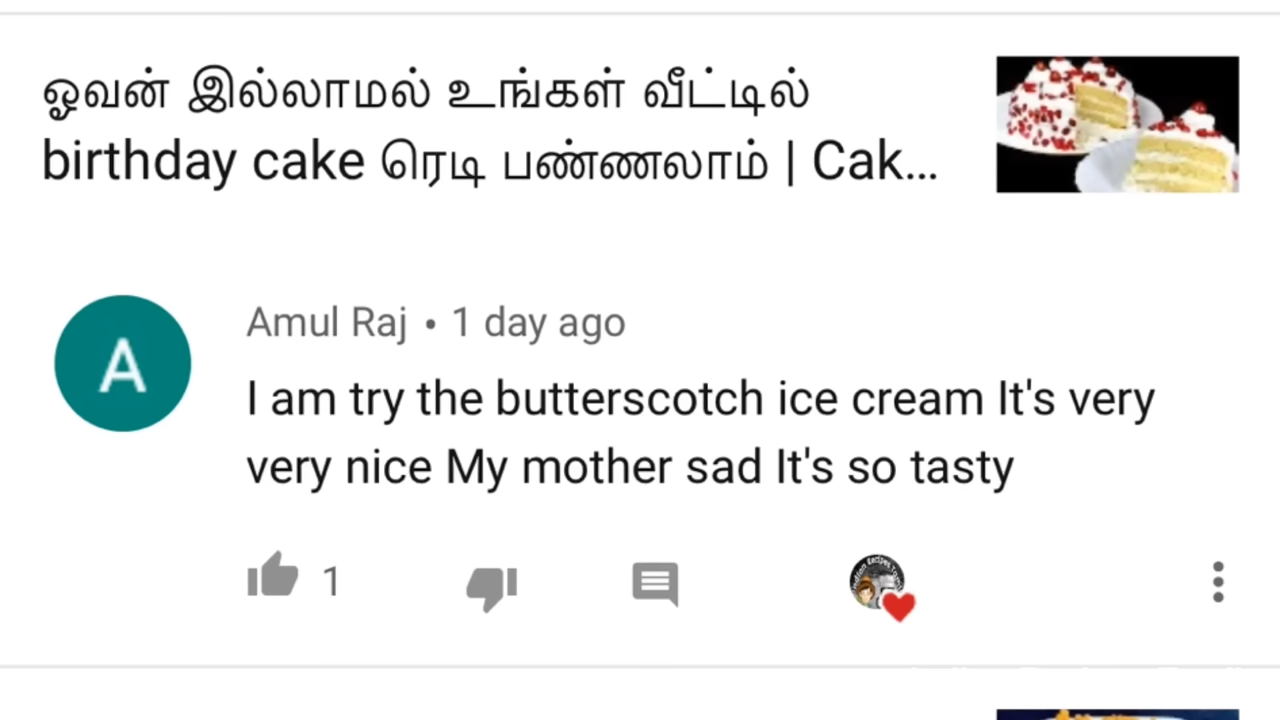 ஓவன் இல்லாமல் உங்கள் வீட்டில்
birthday cake ரெடி பண்ணலாம் | Cak...
A
Amul Raj • 1 day ago
I am try the butterscotch ice cream It's very
very nice My mother sad It's so tasty
1